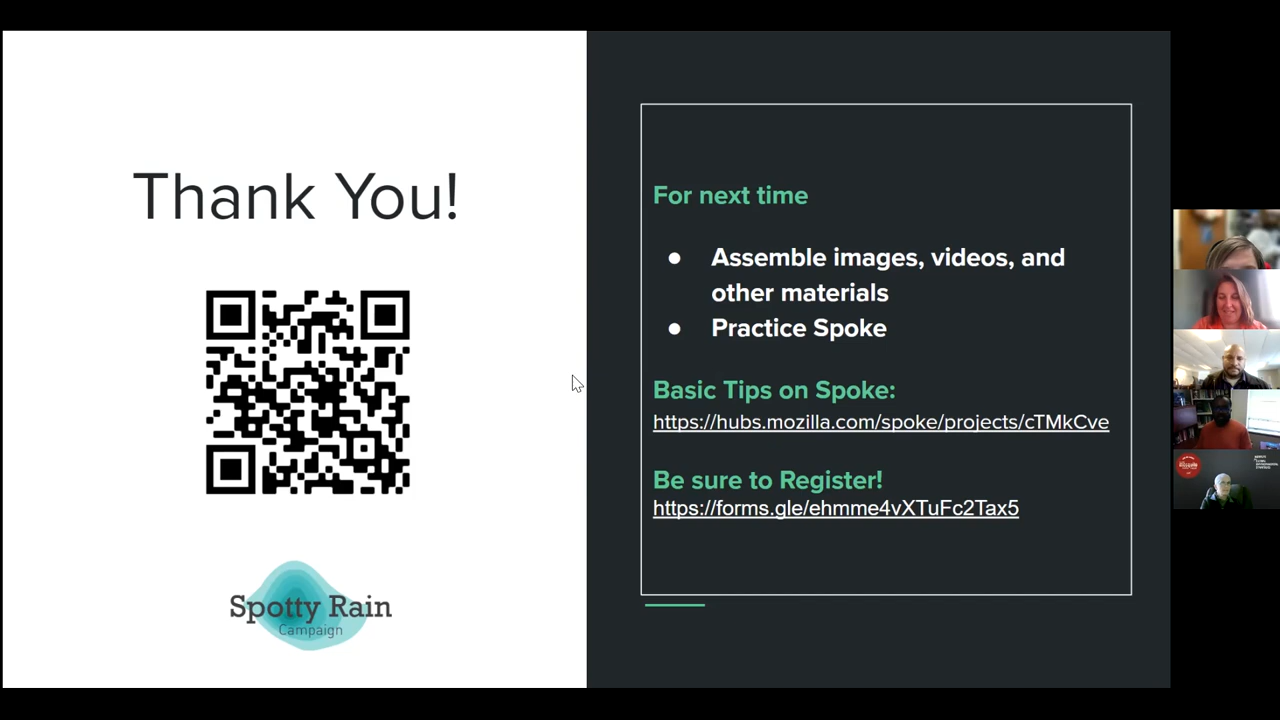 Thank You!
Spotty Rain
Campaign
For next time
● Assemble images, videos, and
other materials
● Practice Spoke
Basic Tips on Spoke:
https://hubs.mozilla.com/spoke/projects/cTMkCve
Be sure to Register!
https://forms.gle/ehmme4vXTuFc2Tax5